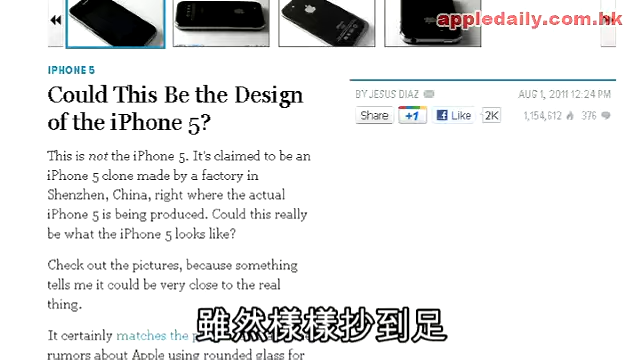 appledaily.com.hk
IPHONE 5
Could This Be the Design
of the iPhone 5?
BY JESUS DIAZ
AUG 1, 2011 12:24 PM
Share
+1
Like
2K
1,154,612
376
This is not the iPhone 5. It's claimed to be an
iPhone 5 clone made by a factory in
Shenzhen, China, right where the actual
iPhone 5 is being produced. Could this really
be what the iPhone 5 looks like?
Check out the pictures, because something
tells me it could be very close to the real
thing.
It certainly matches the
rumors about Apple using rounded glass for
雖然樣樣抄到足